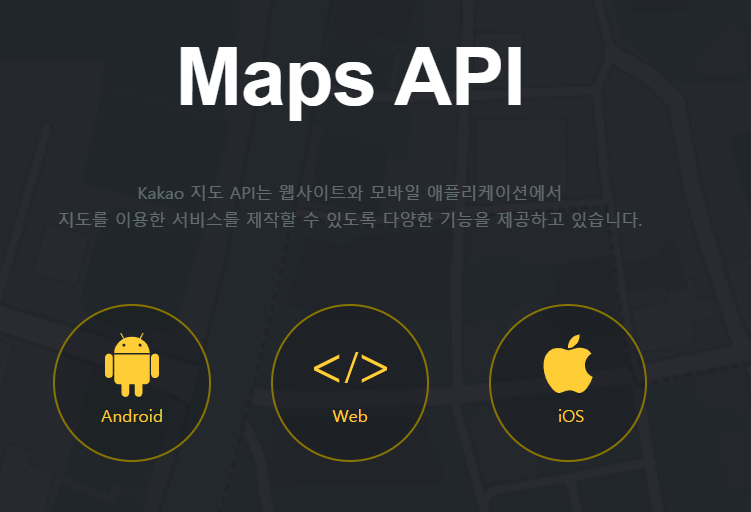 Maps API
Kakao 지도 API는 웹사이트와 모바일 애플리케이션에서
지도를 이용한 서비스를 제작할 수 있도록 다양한 기능을 제공하고 있습니다.
</>
Android Web iOS